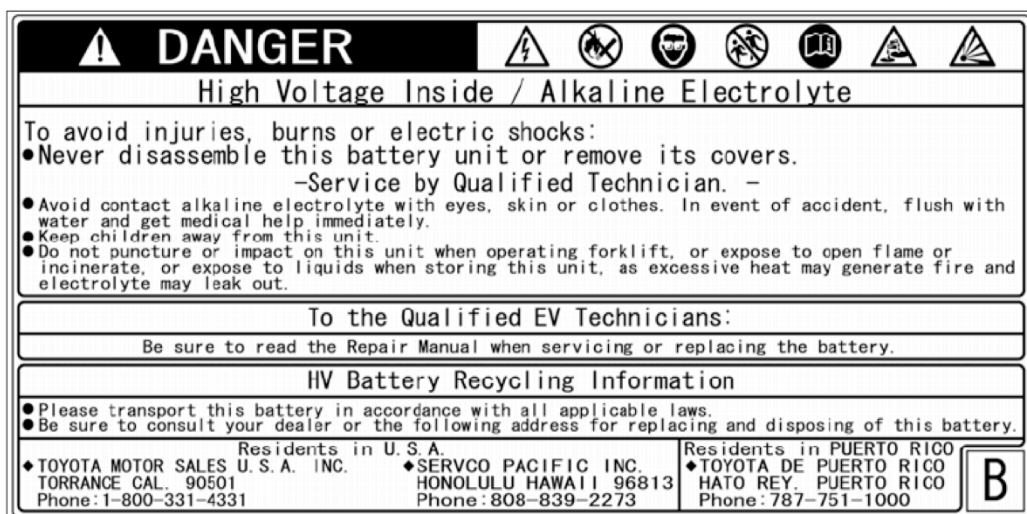 DANGER
High Voltage Inside / Alkaline Electrolyte
To avoid injuries, burns or electric shocks:
●Never disassemble this battery unit or remove its covers.
-Service by Qualified Technician. -
●Avoid contact alkaline electrolyte with eyes, skin or clothes. In event of accident, flush with
water and get medical help immediately.
●Keep children away from this unit.
●Do not puncture or impact on this unit when operating forklift, or expose to open flame or
incinerate, or expose to liquids when storing this unit, as excessive heat may generate fire and
electrolyte may leak out.
To the Qualified EV Technicians:
Be sure to read the Repair Manual when servicing or replacing the battery.
HV Battery Recycling Information
●Please transport this battery in accordance with all applicable laws.
●Be sure to consult your dealer or the following address for replacing and disposing of this battery.
Residents in U.S.A.
◆TOYOTA MOTOR SALES U.S.A. INC.
TORRANCE CAL. 90501
Phone:1-800-331-4331
◆SERVCO PACIFIC INC.
HONOLULU HAWAII 96813
Phone:808-839-2273
Residents in PUERTO RICO
◆TOYOTA DE PUERTO RICO
HATO REY. PUERTO RICO
Phone:787-751-1000
B